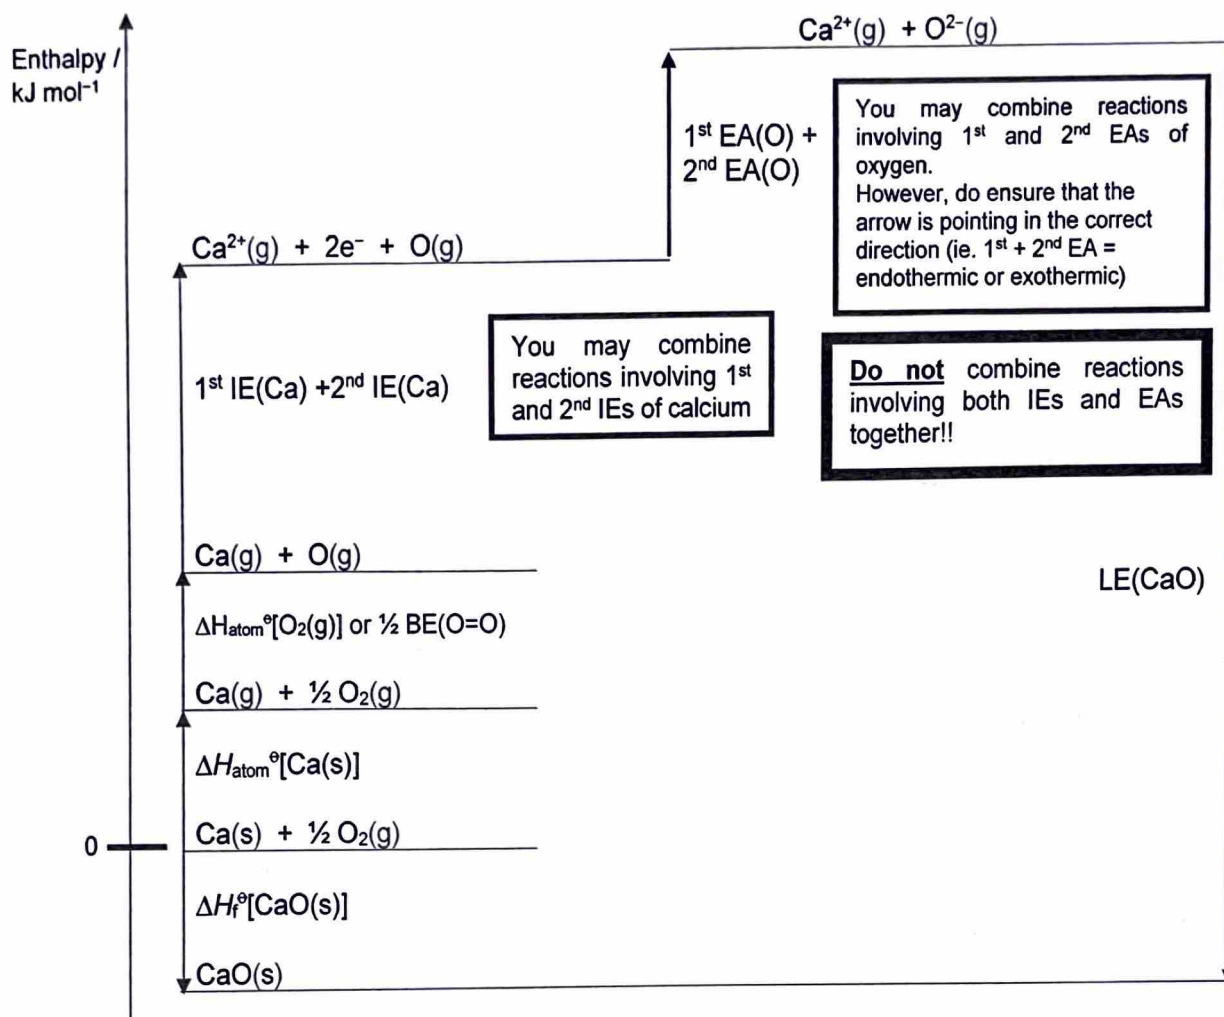 Enthalpy /
kJ mol⁻¹
Ca²⁺(g) + O²⁻(g)
1ˢᵗ EA(O) +
2ⁿᵈ EA(O)
You may combine reactions
involving 1ˢᵗ and 2ⁿᵈ EAs of
oxygen.
However, do ensure that the
arrow is pointing in the correct
direction (ie. 1ˢᵗ + 2ⁿᵈ EA =
endothermic or exothermic)
Ca²⁺(g) + 2e⁻ + O(g)
1ˢᵗ IE(Ca) +2ⁿᵈ IE(Ca)
You may combine
reactions involving 1ˢᵗ
and 2ⁿᵈ IEs of calcium
Do not combine reactions
involving both IEs and EAs
together!!
Ca(g) + O(g)
LE(CaO)
ΔHatom⦵[O₂(g)] or ½ BE(O=O)
Ca(g) + ½ O₂(g)
ΔHatom⦵[Ca(s)]
0
Ca(s) + ½ O₂(g)
ΔHf⦵[CaO(s)]
CaO(s)